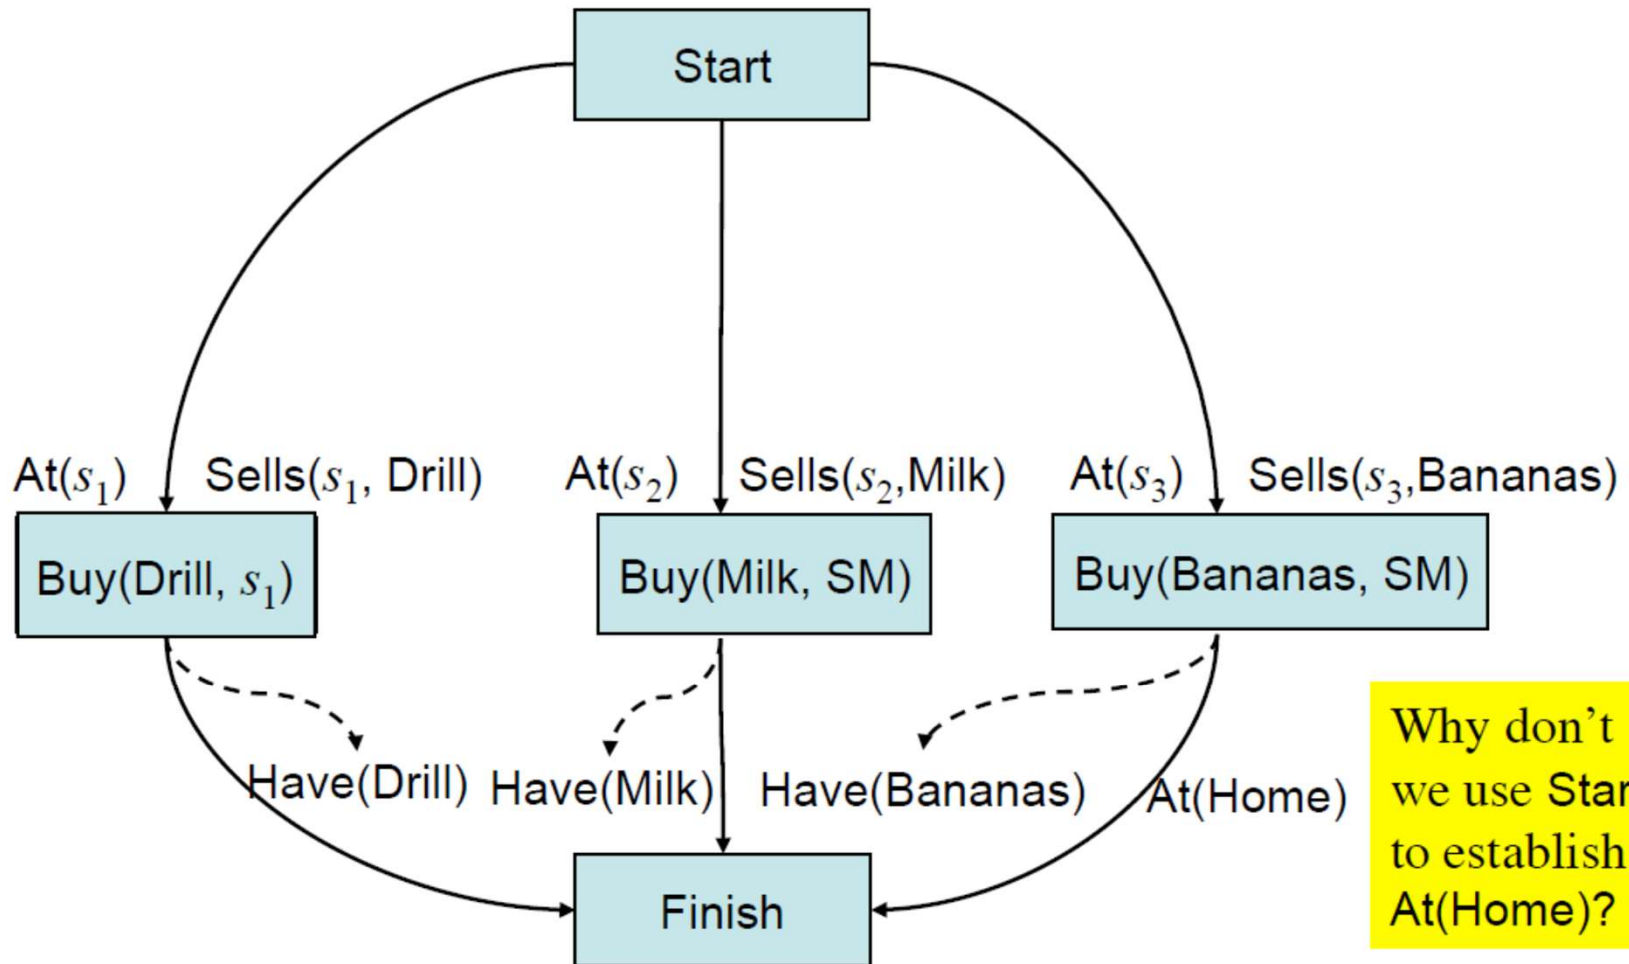 Start
At(s₁) Sells(s₁, Drill) At(s₂) Sells(s₂,Milk) At(s₃) Sells(s₃,Bananas)
Buy(Drill, s₁) Buy(Milk, SM) Buy(Bananas, SM)
Have(Drill) Have(Milk) Have(Bananas) At(Home)
Finish
Why don’t
we use Star
to establish
At(Home)?